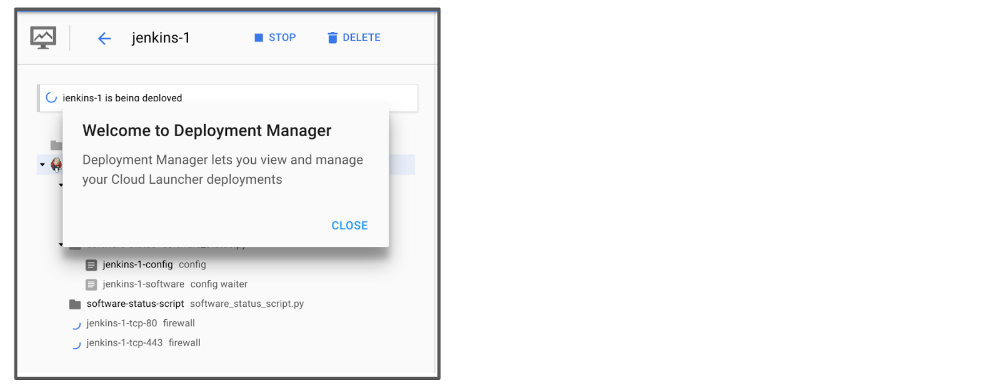 jenkins-1 STOP DELETE
jenkins-1 is being deployed
Welcome to Deployment Manager
Deployment Manager lets you view and manage
your Cloud Launcher deployments
CLOSE
software_status.py
jenkins-1-config config
jenkins-1-software config waiter
software-status-script software_status_script.py
jenkins-1-tcp-80 firewall
jenkins-1-tcp-443 firewall